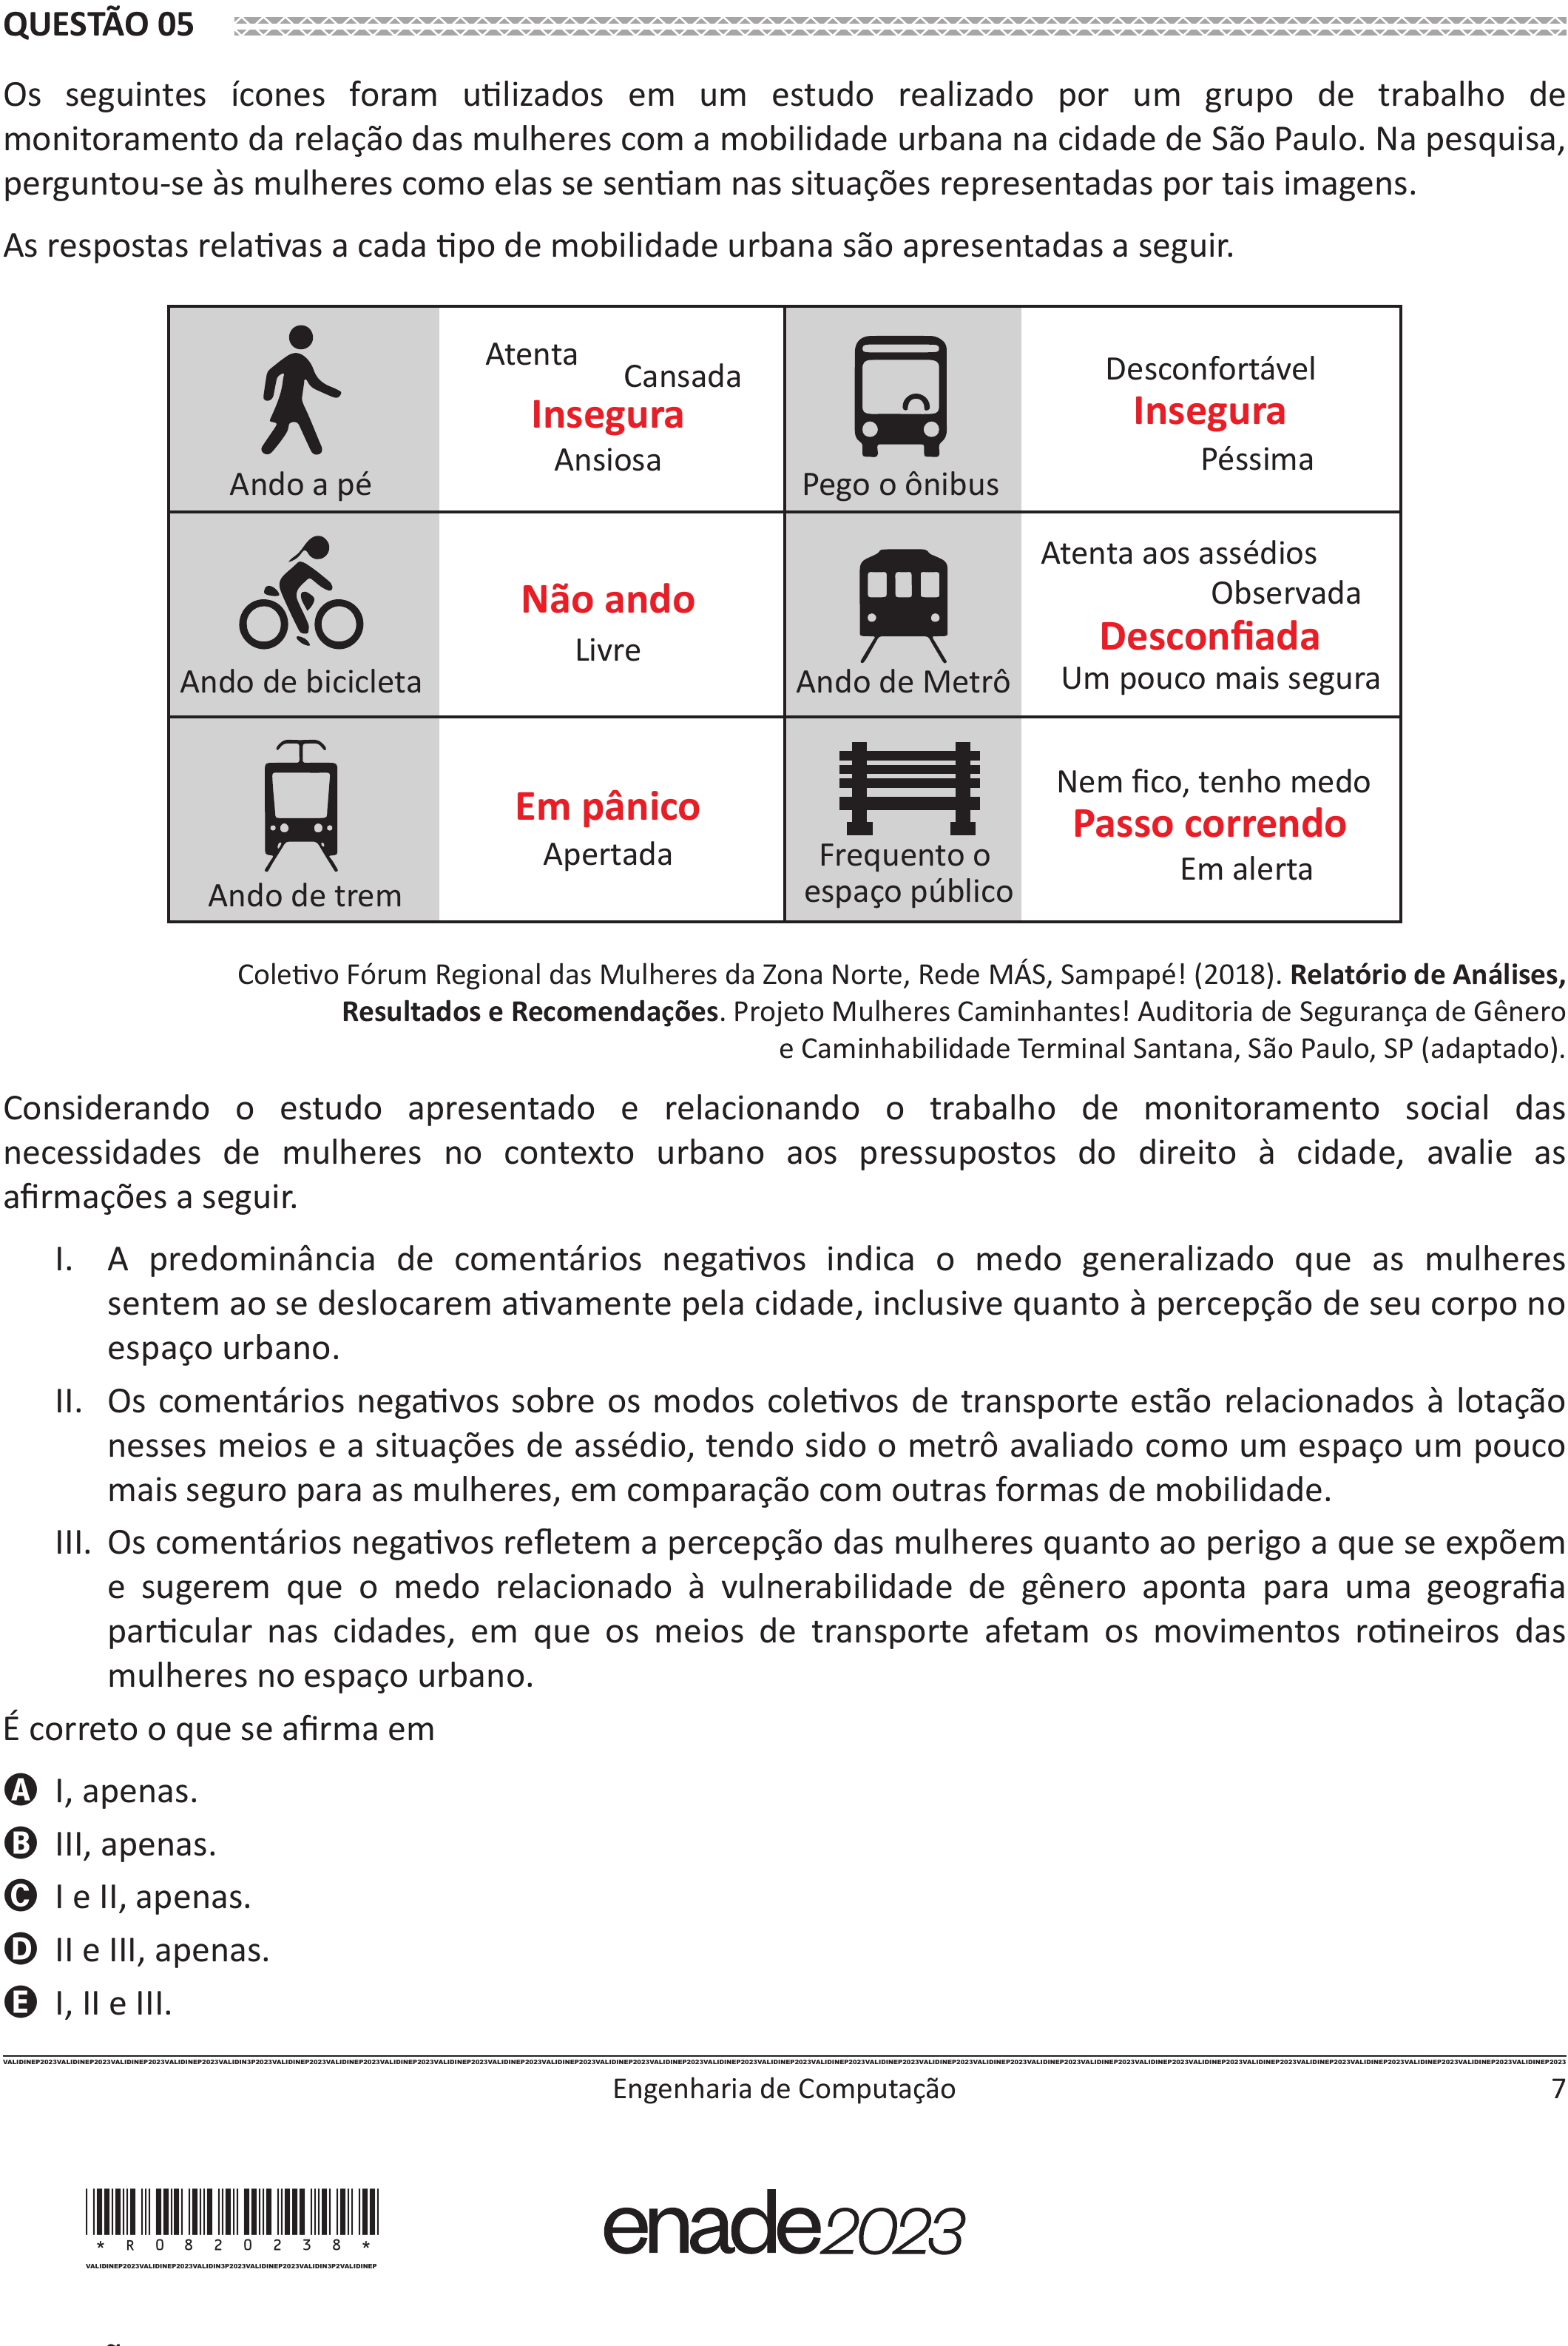 QUESTÃO 05
Os seguintes ícones foram utilizados em um estudo realizado por um grupo de trabalho de
monitoramento da relação das mulheres com a mobilidade urbana na cidade de São Paulo. Na pesquisa,
perguntou-se às mulheres como elas se sentiam nas situações representadas por tais imagens.
As respostas relativas a cada tipo de mobilidade urbana são apresentadas a seguir.
Ando a pé
Atenta
Cansada
Insegura
Ansiosa
Pego o ônibus
Desconfortável
Insegura
Péssima
Ando de bicicleta
Não ando
Livre
Ando de Metrô
Atenta aos assédios
Observada
Desconfiada
Um pouco mais segura
Ando de trem
Em pânico
Apertada
Frequento o
espaço público
Nem fico, tenho medo
Passo correndo
Em alerta
Coletivo Fórum Regional das Mulheres da Zona Norte, Rede MÁS, Sampapé! (2018). Relatório de Análises,
Resultados e Recomendações. Projeto Mulheres Caminhantes! Auditoria de Segurança de Gênero
e Caminhabilidade Terminal Santana, São Paulo, SP (adaptado).
Considerando o estudo apresentado e relacionando o trabalho de monitoramento social das
necessidades de mulheres no contexto urbano aos pressupostos do direito à cidade, avalie as
afirmações a seguir.
I. A predominância de comentários negativos indica o medo generalizado que as mulheres
sentem ao se deslocarem ativamente pela cidade, inclusive quanto à percepção de seu corpo no
espaço urbano.
II. Os comentários negativos sobre os modos coletivos de transporte estão relacionados à lotação
nesses meios e a situações de assédio, tendo sido o metrô avaliado como um espaço um pouco
mais seguro para as mulheres, em comparação com outras formas de mobilidade.
III. Os comentários negativos refletem a percepção das mulheres quanto ao perigo a que se expõem
e sugerem que o medo relacionado à vulnerabilidade de gênero aponta para uma geografia
particular nas cidades, em que os meios de transporte afetam os movimentos rotineiros das
mulheres no espaço urbano.
É correto o que se afirma em
A I, apenas.
B III, apenas.
C I e II, apenas.
D II e III, apenas.
E I, II e III.
Engenharia de Computação
7
*R0820238*
enade2023